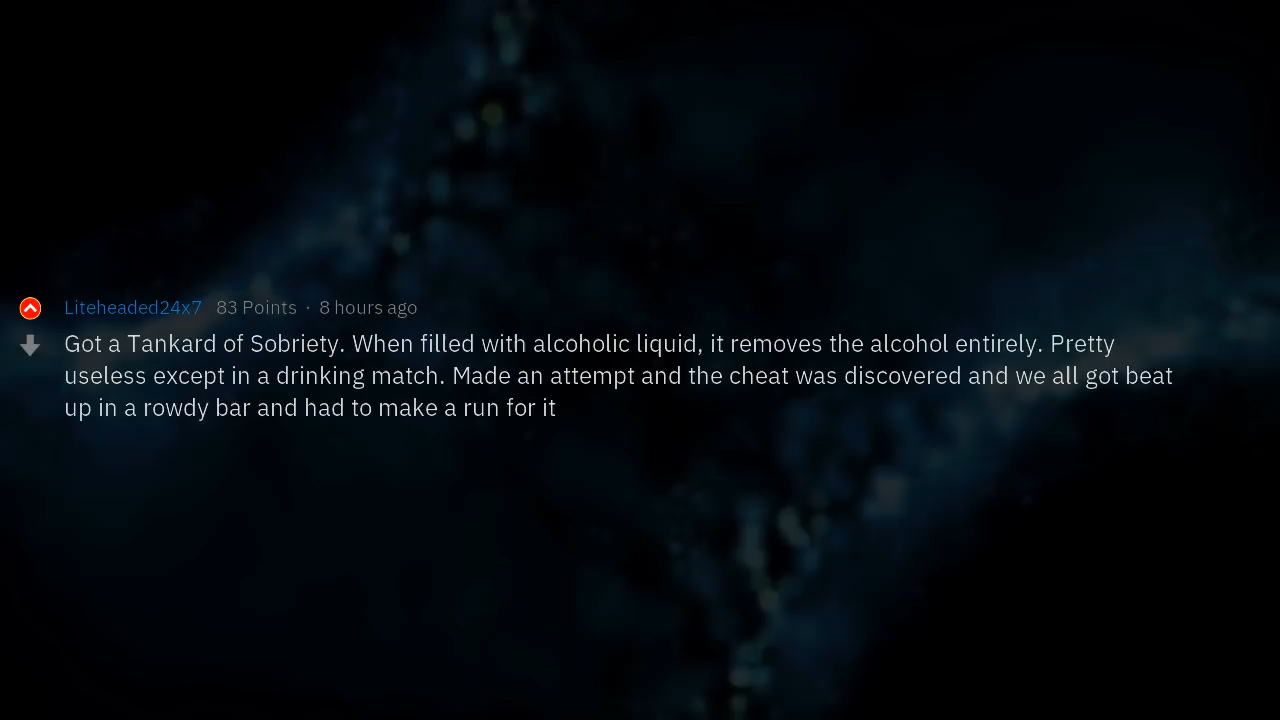 Liteheaded24x7 83 Points · 8 hours ago
Got a Tankard of Sobriety. When filled with alcoholic liquid, it removes the alcohol entirely. Pretty
useless except in a drinking match. Made an attempt and the cheat was discovered and we all got beat
up in a rowdy bar and had to make a run for it